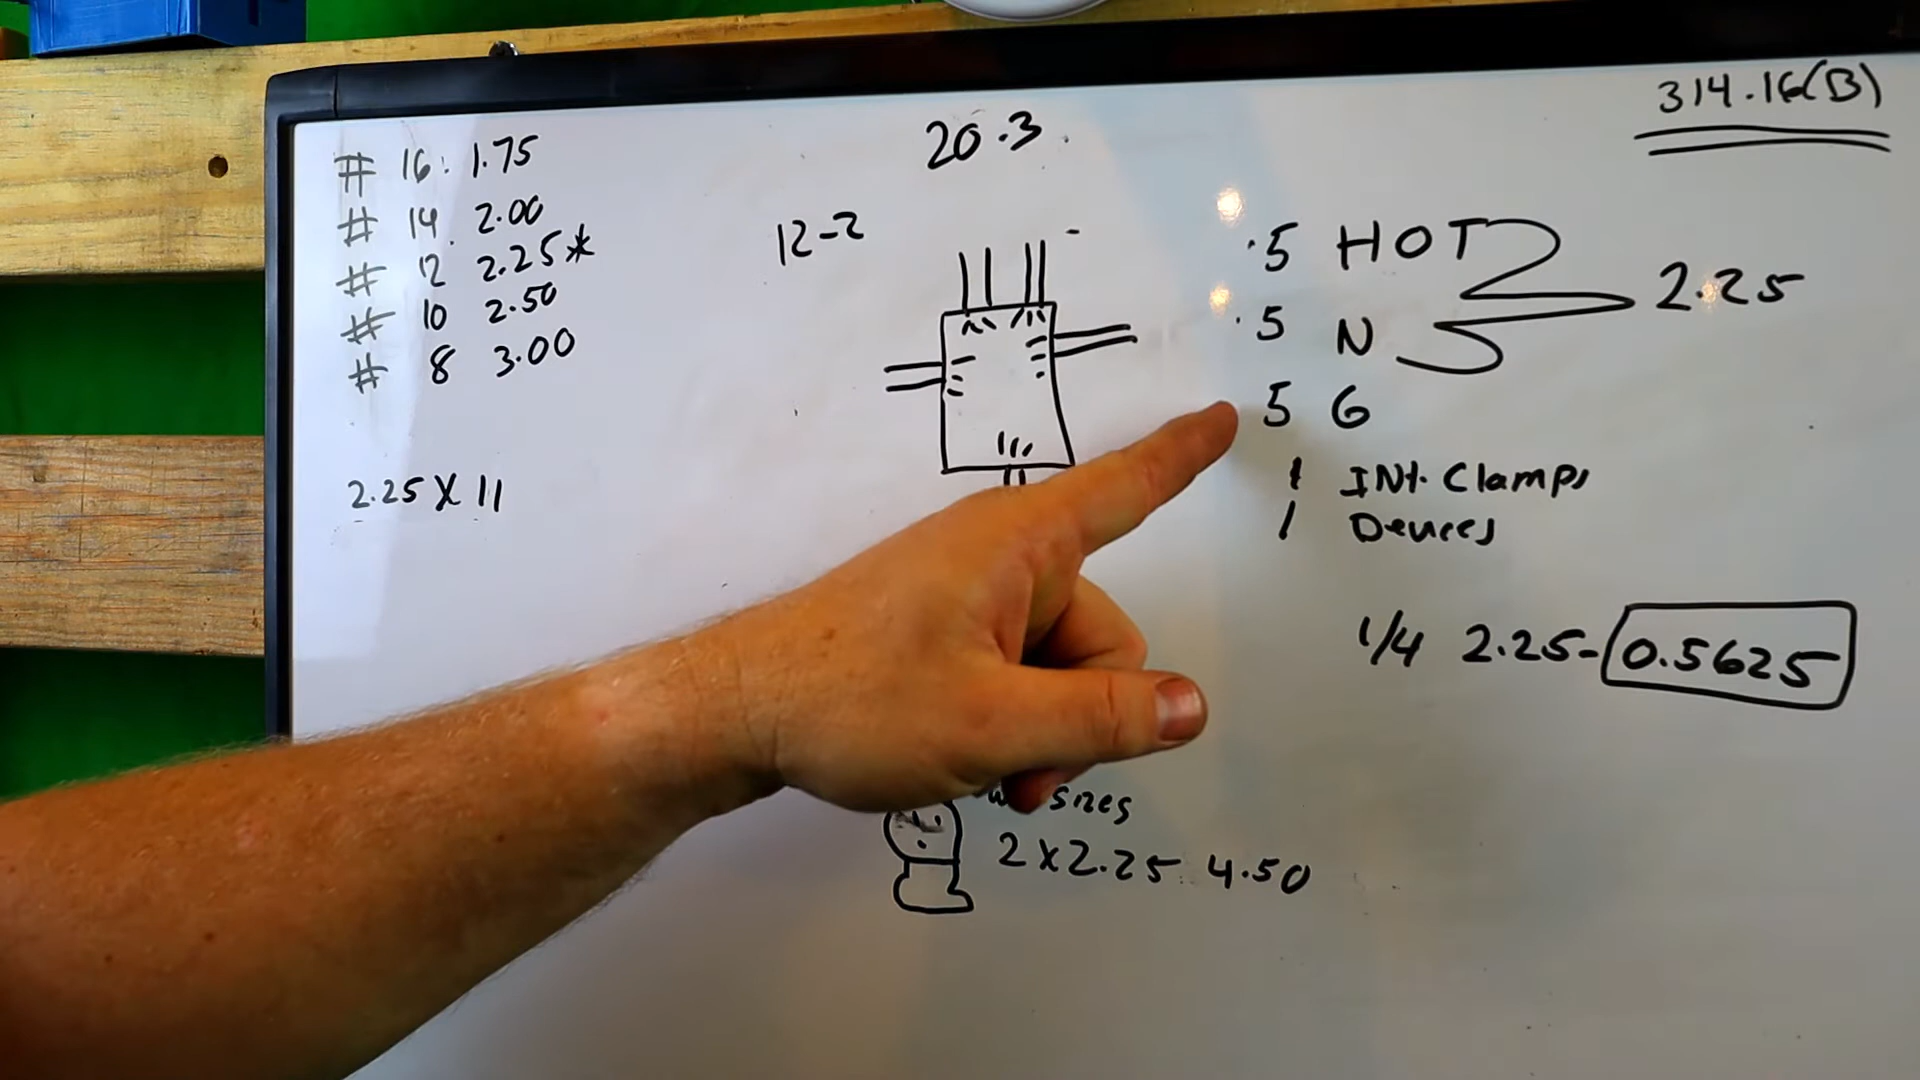 314.16(B)
20.3
# 16: 1.75
# 14 2.00
# 12 2.25*
# 10 2.50
# 8 3.00
2.25 X 11
12-2
.5 HOT
.5 N
2.25
5 G
1 INt. Clamps
1 Devices
1/4 2.25- 0.5625
sizes
2 X 2.25 4.50